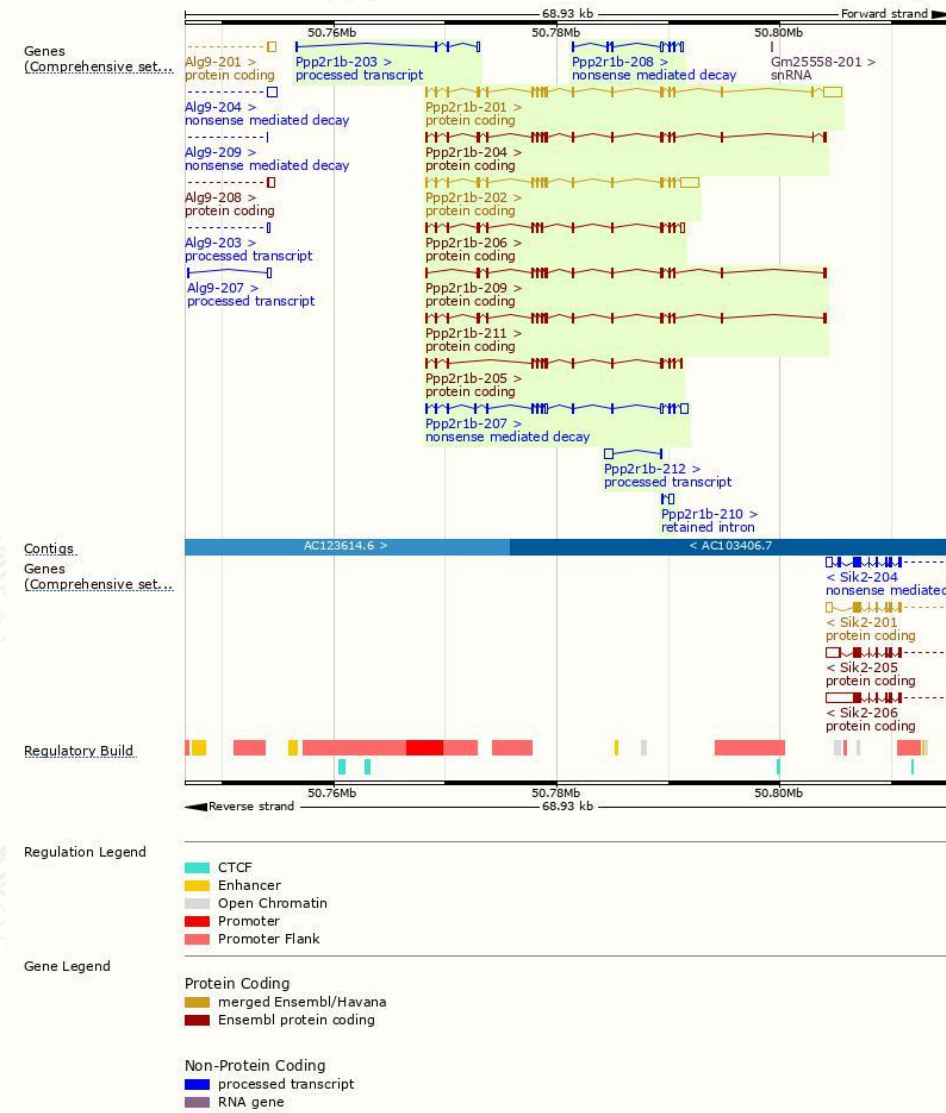 68.93 kb Forward strand
50.76Mb 50.78Mb 50.80Mb
Genes
(Comprehensive set...
Alg9-201 >
protein coding
Ppp2r1b-203 >
processed transcript
Ppp2r1b-208 >
nonsense mediated decay
Gm25558-201 >
snRNA
Alg9-204 >
nonsense mediated decay
Ppp2r1b-201 >
protein coding
Alg9-209 >
nonsense mediated decay
Ppp2r1b-204 >
protein coding
Alg9-208 >
protein coding
Ppp2r1b-202 >
protein coding
Alg9-203 >
processed transcript
Ppp2r1b-206 >
protein coding
Alg9-207 >
processed transcript
Ppp2r1b-209 >
protein coding
Ppp2r1b-211 >
protein coding
Ppp2r1b-205 >
protein coding
Ppp2r1b-207 >
nonsense mediated decay
Ppp2r1b-212 >
processed transcript
Ppp2r1b-210 >
retained intron
Contigs
AC123614.6 > < AC103406.7
Genes
(Comprehensive set...
< Sik2-204
nonsense mediated
< Sik2-201
protein coding
< Sik2-205
protein coding
< Sik2-206
protein coding
Regulatory Build
50.76Mb 50.78Mb 50.80Mb
Reverse strand 68.93 kb
Regulation Legend
CTCF
Enhancer
Open Chromatin
Promoter
Promoter Flank
Gene Legend
Protein Coding
merged Ensembl/Havana
Ensembl protein coding
Non-Protein Coding
processed transcript
RNA gene